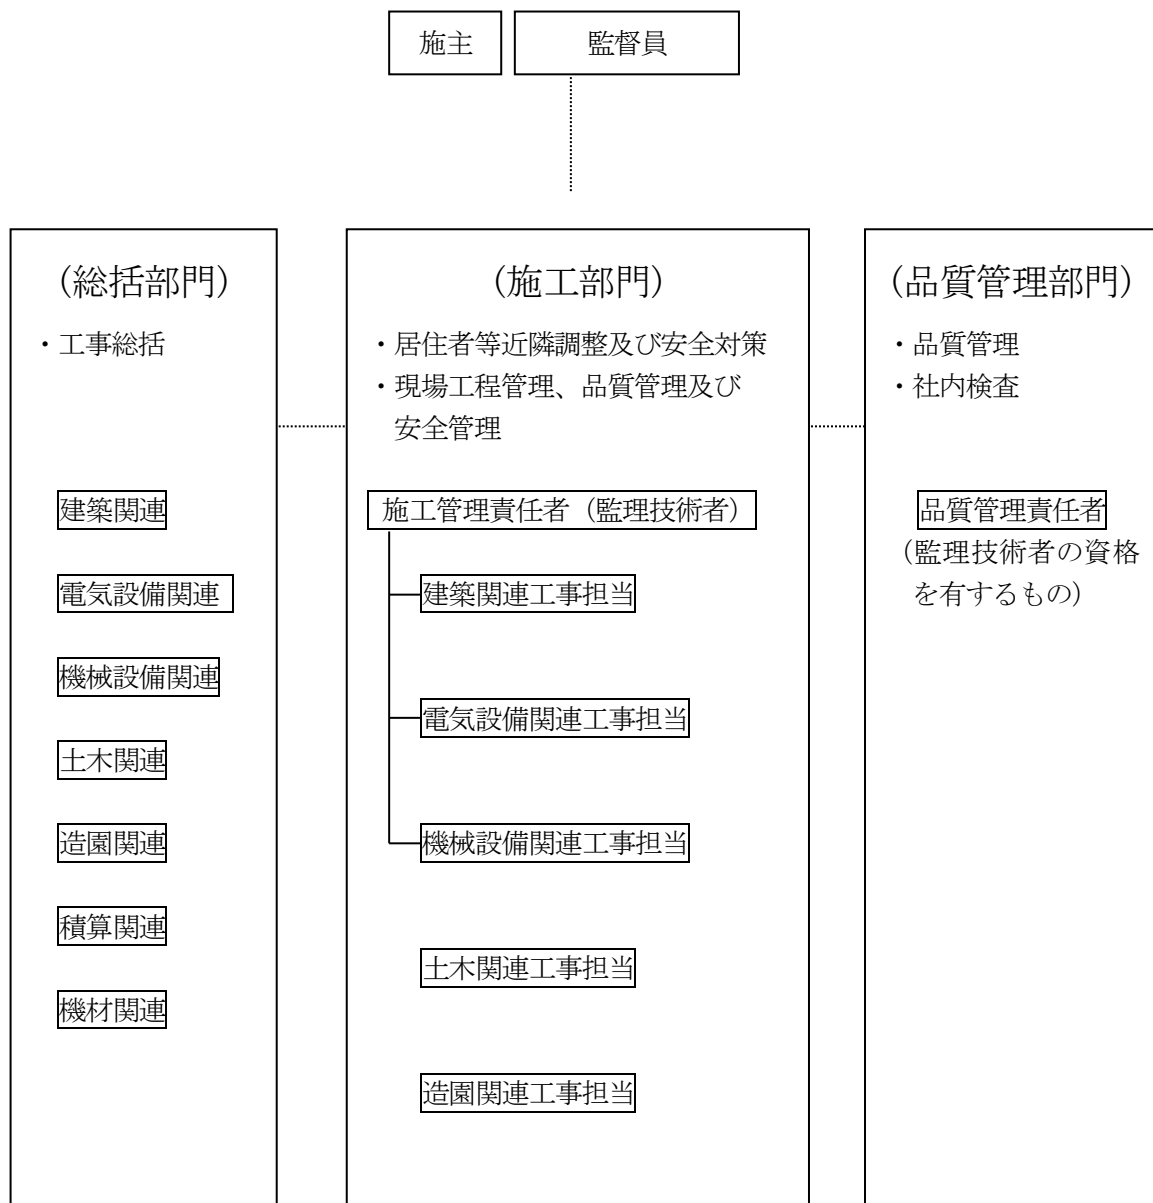 施主
監督員
（総括部門）
・工事総括
建築関連
電気設備関連
機械設備関連
土木関連
造園関連
積算関連
機材関連
（施工部門）
・居住者等近隣調整及び安全対策
・現場工程管理、品質管理及び
安全管理
施工管理責任者（監理技術者）
建築関連工事担当
電気設備関連工事担当
機械設備関連工事担当
土木関連工事担当
造園関連工事担当
（品質管理部門）
・品質管理
・社内検査
品質管理責任者
（監理技術者の資格
を有するもの）